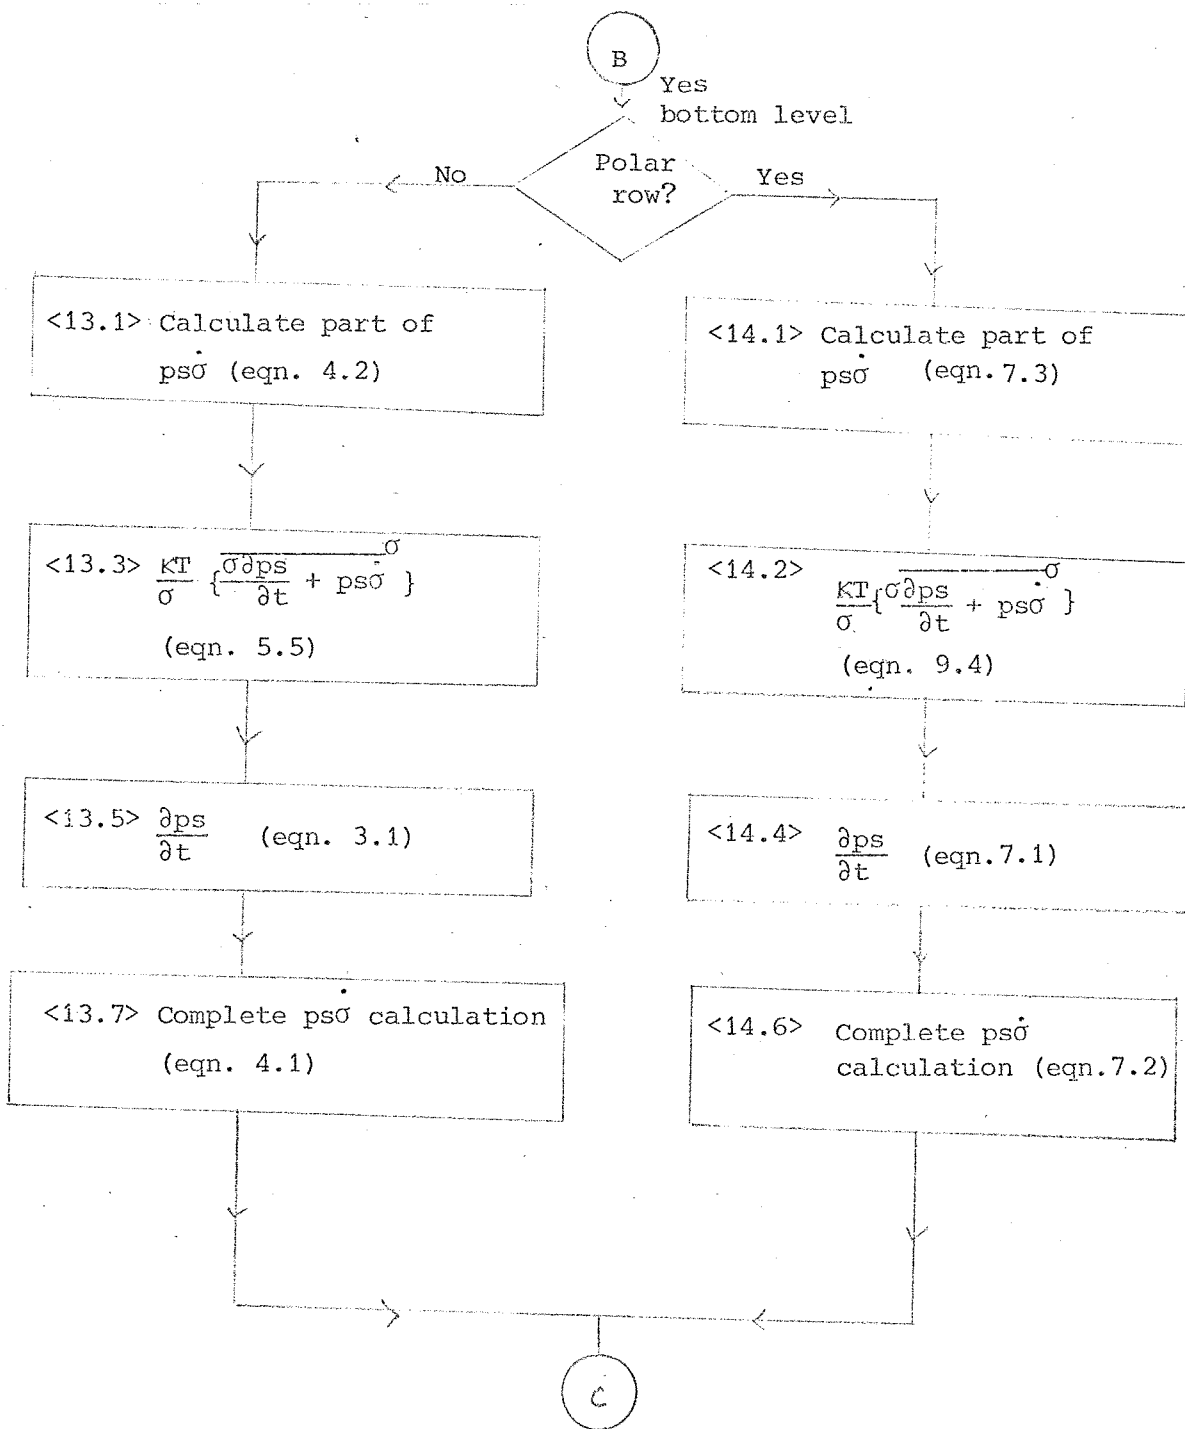 B
Yes
bottom level
Polar
row?
No
Yes
<13.1> Calculate part of
psσ̇ (eqn. 4.2)
<13.3> κT/σ {σ∂ps/∂t + psσ̇}σ
(eqn. 5.5)
<13.5> ∂ps/∂t (eqn. 3.1)
<13.7> Complete psσ̇ calculation
(eqn. 4.1)
<14.1> Calculate part of
psσ̇ (eqn. 7.3)
<14.2> κT/σ {σ∂ps/∂t + psσ̇}σ
(eqn. 9.4)
<14.4> ∂ps/∂t (eqn. 7.1)
<14.6> Complete psσ̇
calculation (eqn. 7.2)
C